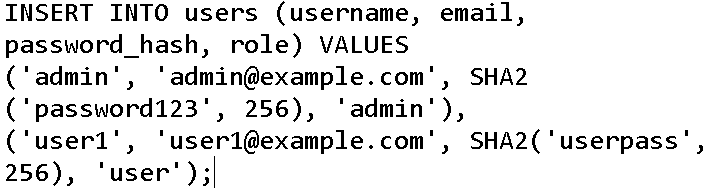 INSERT INTO users (username, email,
password_hash, role) VALUES
('admin', 'admin@example.com', SHA2
('password123', 256), 'admin'),
('user1', 'user1@example.com', SHA2('userpass',
256), 'user');